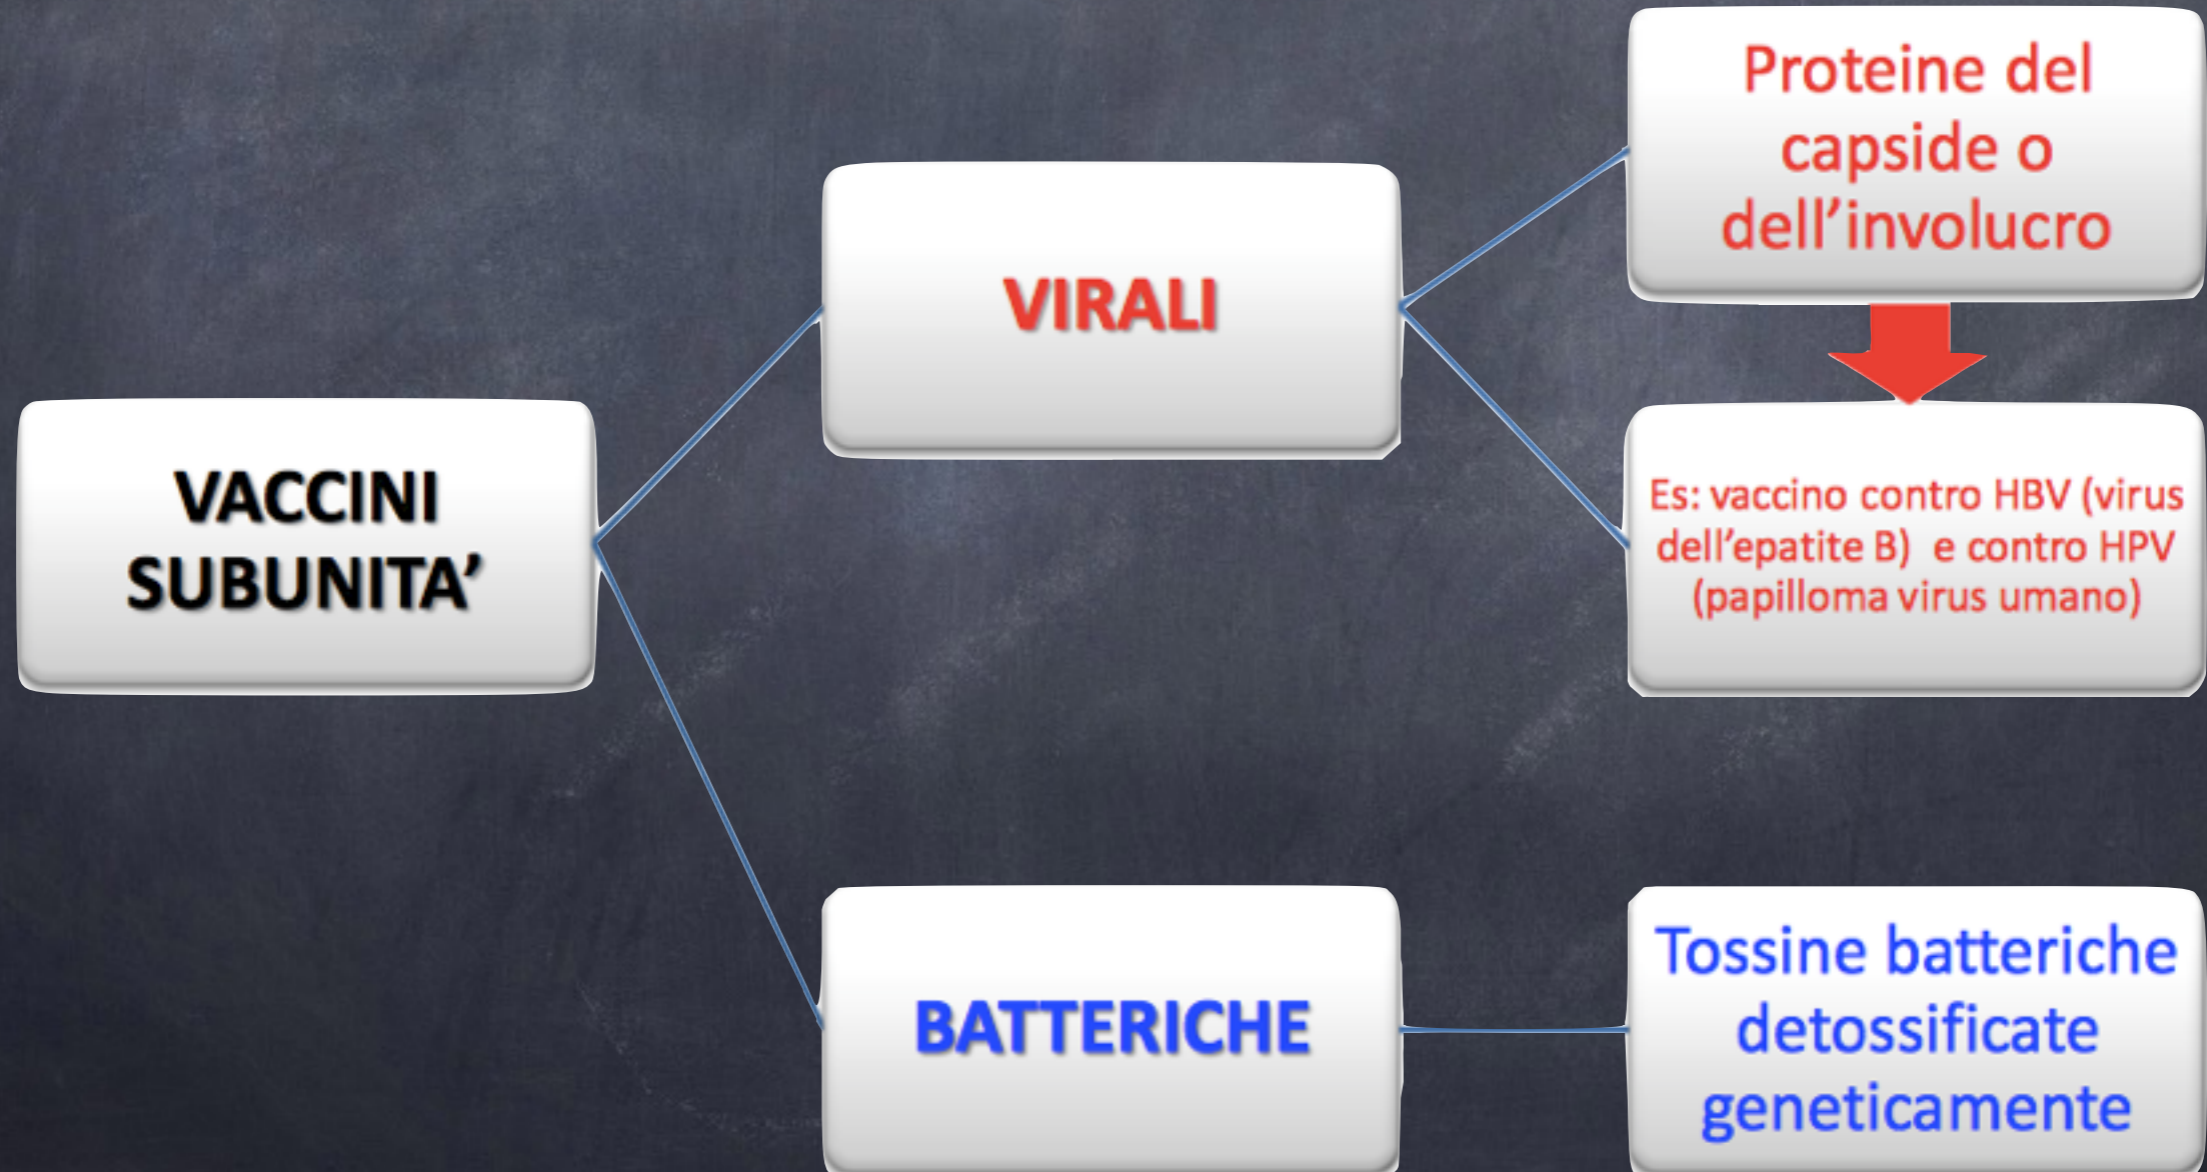 VACCINI
SUBUNITA’
VIRALI
Proteine del
capside o
dell’involucro
Es: vaccino contro HBV (virus
dell’epatite B)  e contro HPV
(papilloma virus umano)
BATTERICHE
Tossine batteriche
detossificate
geneticamente